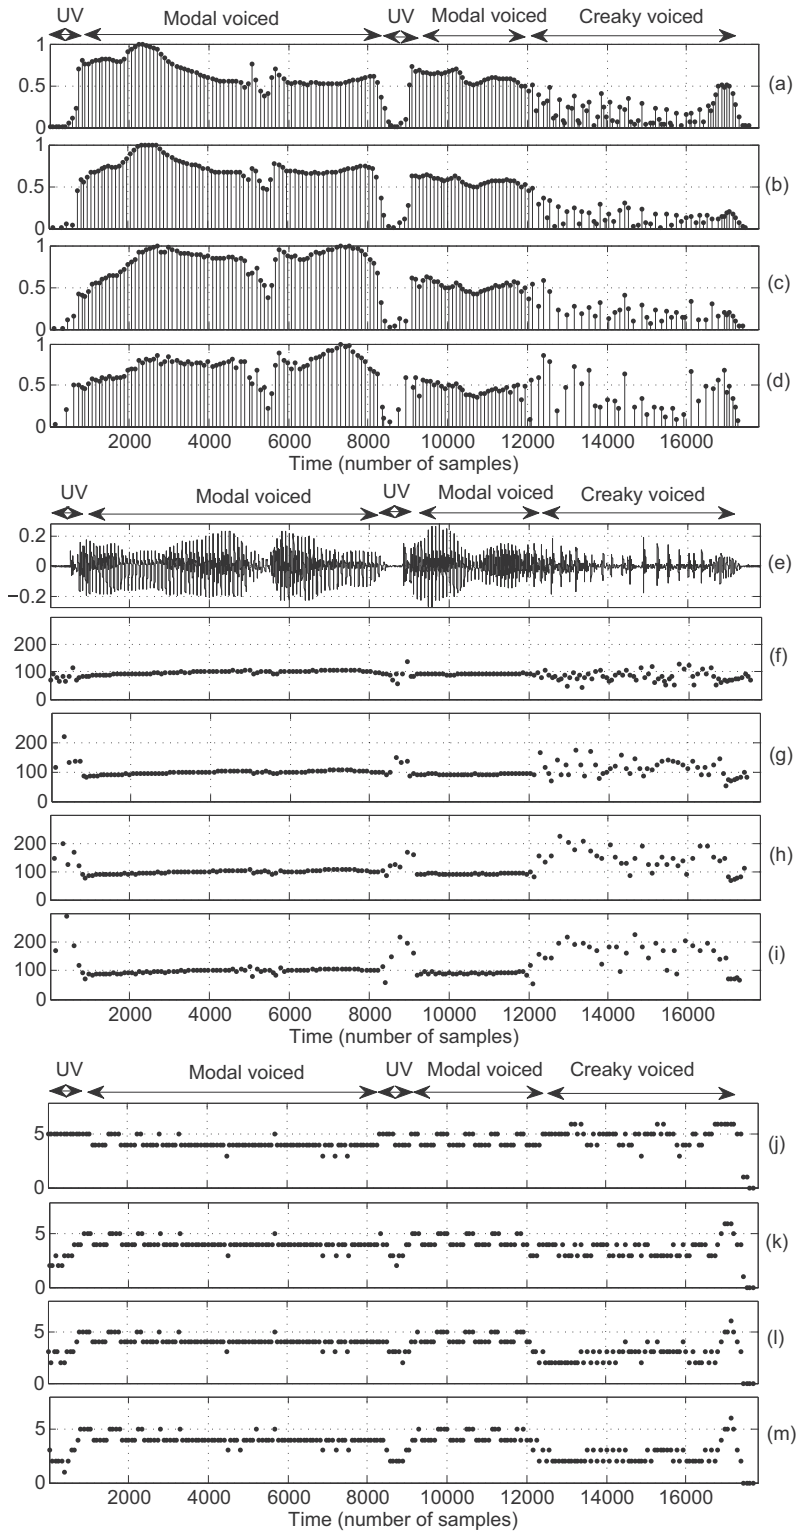 UV Modal voiced UV Modal voiced Creaky voiced
1
0.5
0
(a)
1
0.5
0
(b)
1
0.5
0
(c)
1
0.5
0
(d)
2000 4000 6000 8000 10000 12000 14000 16000
Time (number of samples)
UV Modal voiced UV Modal voiced Creaky voiced
0.2
0
−0.2
(e)
200
100
0
(f)
200
100
0
(g)
200
100
0
(h)
200
100
0
(i)
2000 4000 6000 8000 10000 12000 14000 16000
Time (number of samples)
UV Modal voiced UV Modal voiced Creaky voiced
5
0
(j)
5
0
(k)
5
0
(l)
5
0
(m)
2000 4000 6000 8000 10000 12000 14000 16000
Time (number of samples)